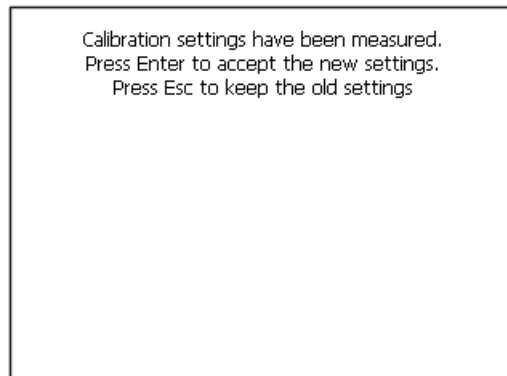 Calibration settings have been measured.
Press Enter to accept the new settings.
Press Esc to keep the old settings